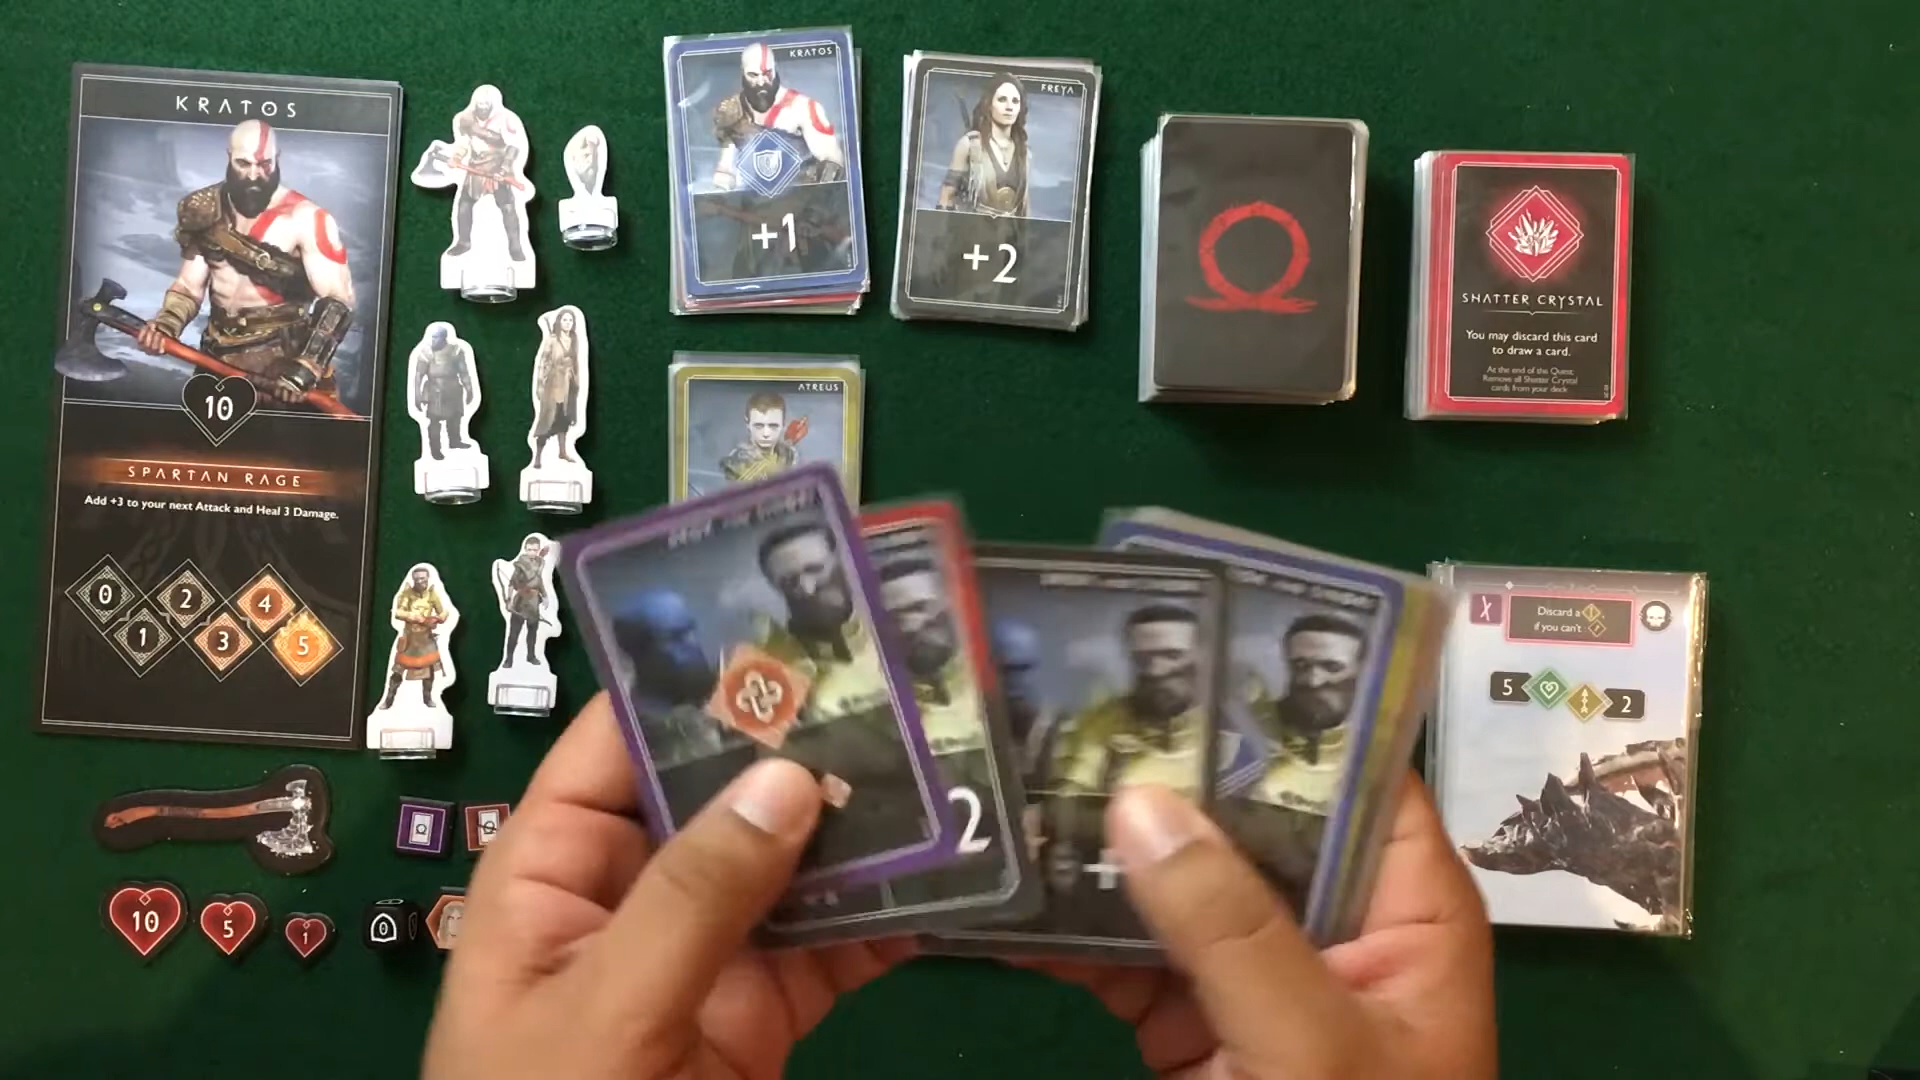 KRATOS
10
SPARTAN RAGE
Add +3 to your next Attack and Heal 3 Damage.
0
2
4
1
3
5
KRATOS
+1
FREYA
+2
ATREUS
SHATTER CRYSTAL
You may discard this card
to draw a card.
At the end of the Quest:
Remove all Shatter Crystal
cards from your deck
Discard a
if you can't
5
2
2
10
5
1
0